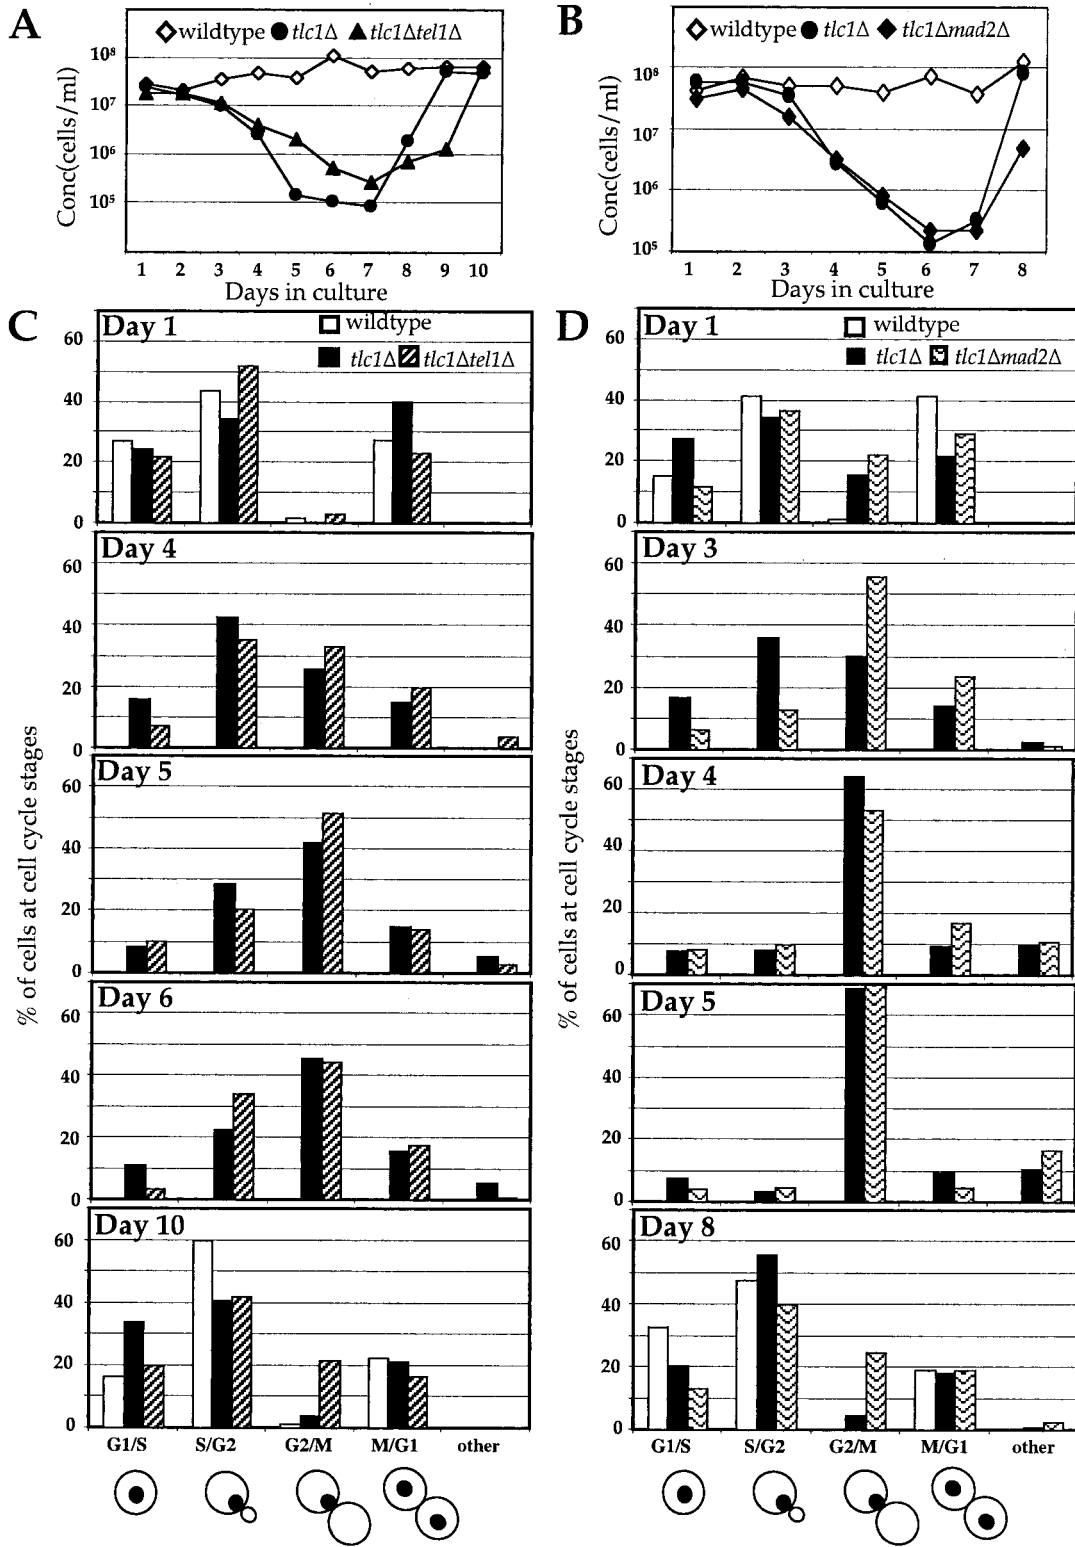 A
wildtype tlc1Δ tlc1Δtel1Δ
10⁸
10⁷
10⁶
10⁵
Conc(cells/ml)
1 2 3 4 5 6 7 8 9 10
Days in culture
B
wildtype tlc1Δ tlc1Δmad2Δ
10⁸
10⁷
10⁶
10⁵
Conc(cells/ml)
1 2 3 4 5 6 7 8
Days in culture
C
% of cells at cell cycle stages
Day 1
wildtype
tlc1Δ tlc1Δtel1Δ
60
40
20
0
Day 4
60
40
20
0
Day 5
60
40
20
0
Day 6
60
40
20
0
Day 10
60
40
20
0
G1/S S/G2 G2/M M/G1 other
D
% of cells at cell cycle stages
Day 1
wildtype
tlc1Δ tlc1Δmad2Δ
60
40
20
0
Day 3
60
40
20
0
Day 4
60
40
20
0
Day 5
60
40
20
0
Day 8
60
40
20
0
G1/S S/G2 G2/M M/G1 other